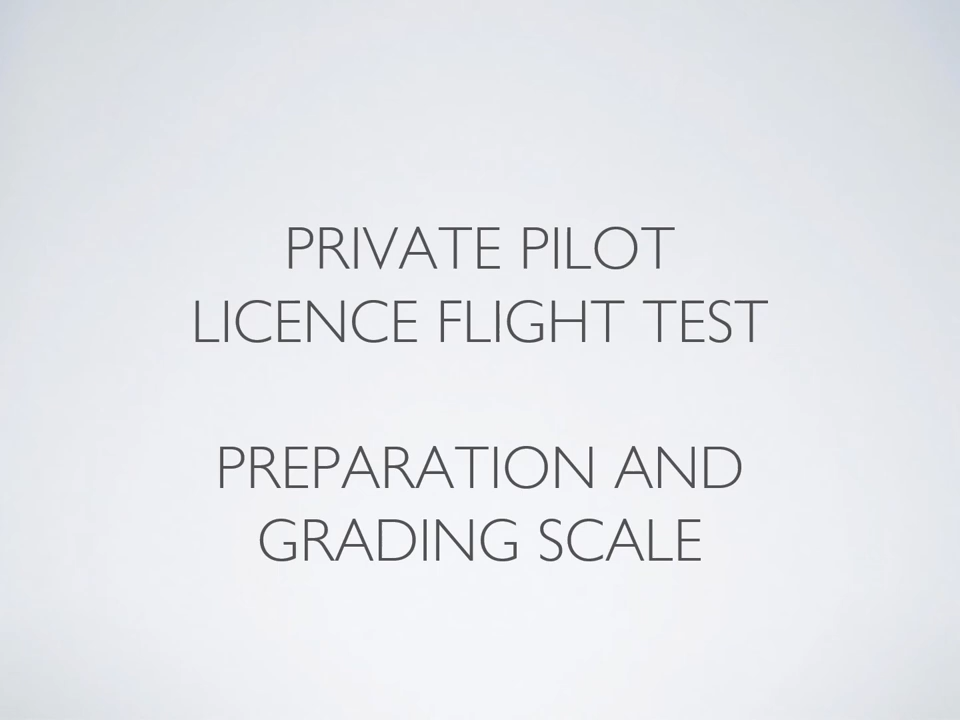 PRIVATE PILOT
LICENCE FLIGHT TEST
PREPARATION AND
GRADING SCALE